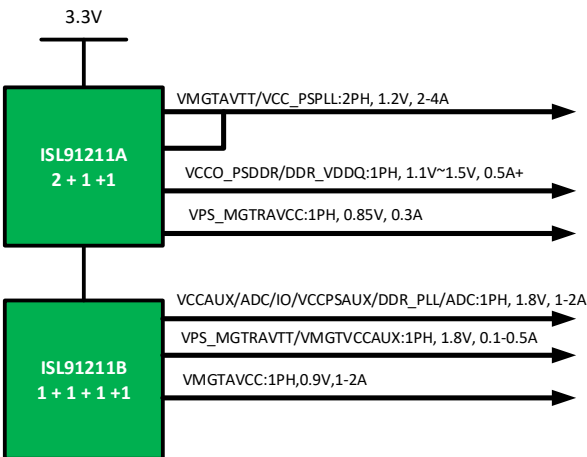 3.3V
VMGTAVTT/VCC_PSPLL:2PH, 1.2V, 2-4A
ISL91211A
2 + 1 +1
VCCO_PSDDR/DDR_VDDQ:1PH, 1.1V~1.5V, 0.5A+
VPS_MGTRAVCC:1PH, 0.85V, 0.3A
VCCAUX/ADC/IO/VCCPSAUX/DDR_PLL/ADC:1PH, 1.8V, 1-2A
VPS_MGTRAVTT/VMGTVCCAUX:1PH, 1.8V, 0.1-0.5A
ISL91211B
1 + 1 + 1 +1
VMGTAVCC:1PH,0.9V,1-2A